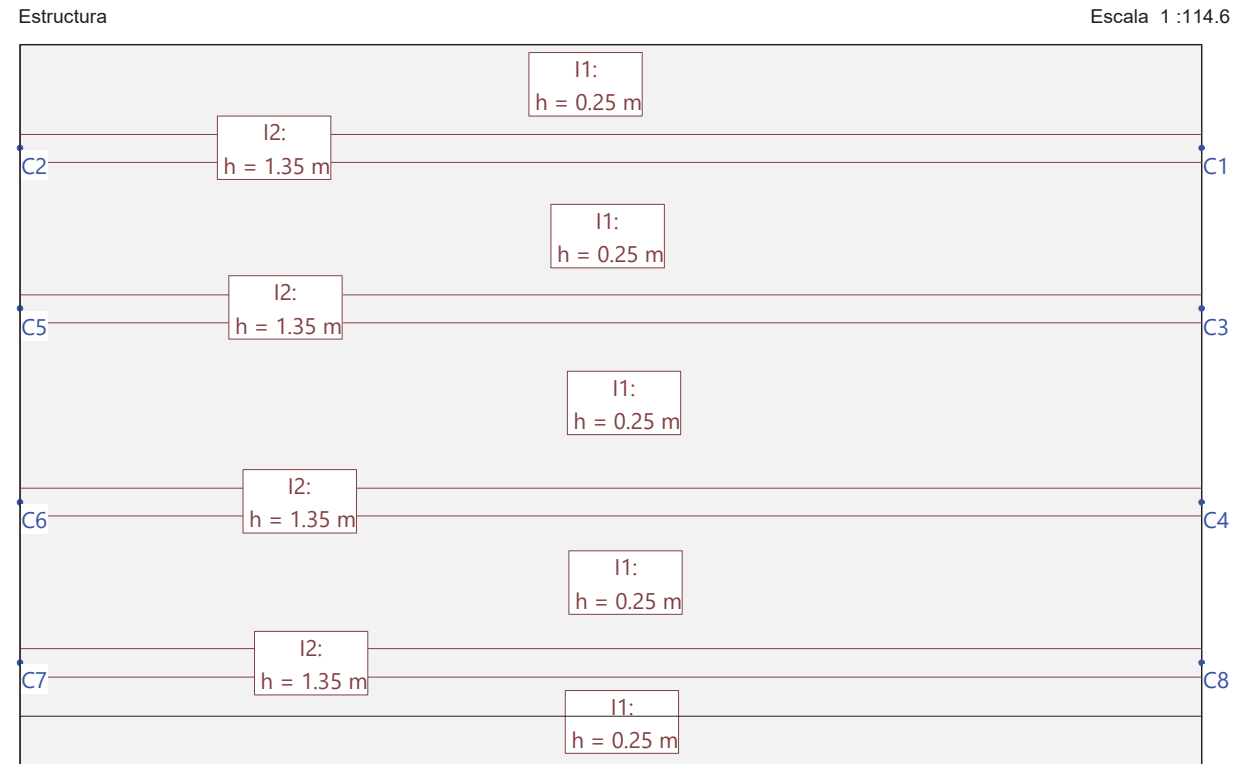 Estructura
Escala 1 :114.6
I1:
h = 0.25 m
I2:
h = 1.35 m
C2
C1
I1:
h = 0.25 m
I2:
h = 1.35 m
C5
C3
I1:
h = 0.25 m
I2:
h = 1.35 m
C6
C4
I1:
h = 0.25 m
I2:
h = 1.35 m
C7
C8
I1:
h = 0.25 m